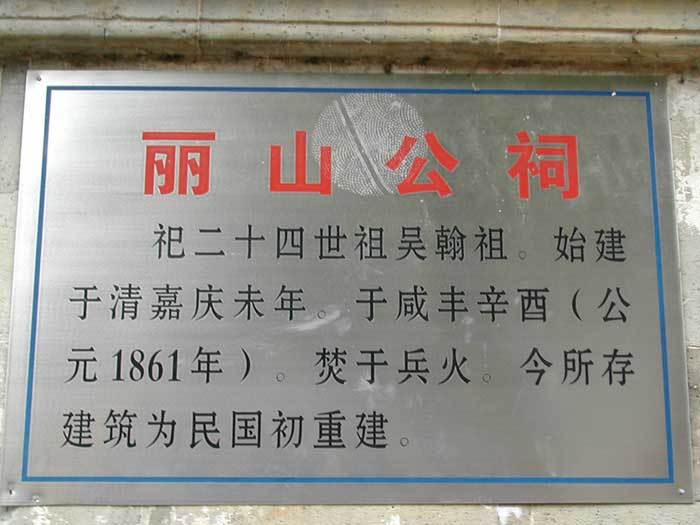 丽山公祠
祀二十四世祖吴翰祖。始建
于清嘉庆未年。于咸丰辛酉（公
元1861年）。焚于兵火。今所存
建筑为民国初重建。